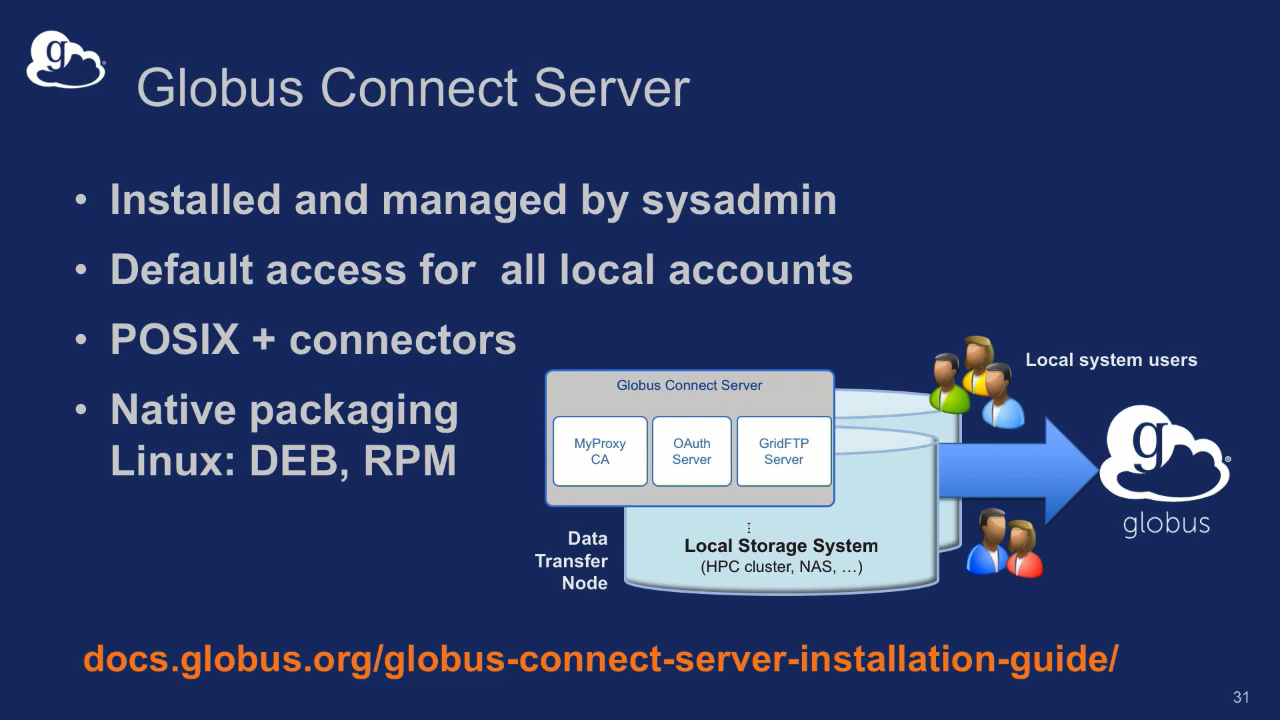 g
Globus Connect Server
• Installed and managed by sysadmin
• Default access for  all local accounts
• POSIX + connectors
• Native packaging
Linux: DEB, RPM
Globus Connect Server
MyProxy
CA
OAuth
Server
GridFTP
Server
Local system users
Data
Transfer
Node
Local Storage System
(HPC cluster, NAS, …)
g
globus
docs.globus.org/globus-connect-server-installation-guide/
31